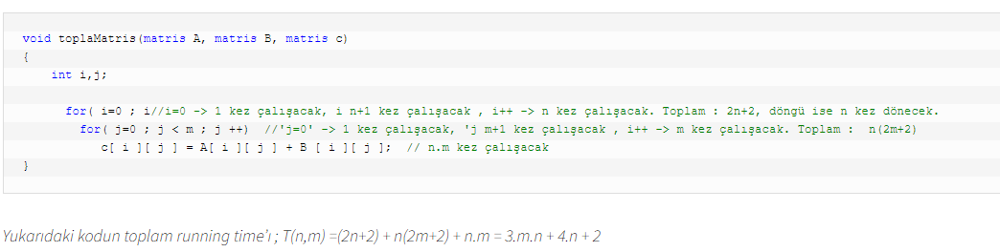 void toplaMatris(matris A, matris B, matris c)
{
int i,j;
for( i=0 ; i//i=0 -> 1 kez çalışacak, i n+1 kez çalışacak , i++ -> n kez çalışacak. Toplam : 2n+2, döngü ise n kez dönecek.
for( j=0 ; j < m ; j ++) //'j=0' -> 1 kez çalışacak, 'j m+1 kez çalışacak , i++ -> m kez çalışacak. Toplam : n(2m+2)
c[ i ][ j ] = A[ i ][ j ] + B [ i ][ j ]; // n.m kez çalışacak
}
Yukarıdaki kodun toplam running time’ı ; T(n,m) =(2n+2) + n(2m+2) + n.m = 3.m.n + 4.n + 2